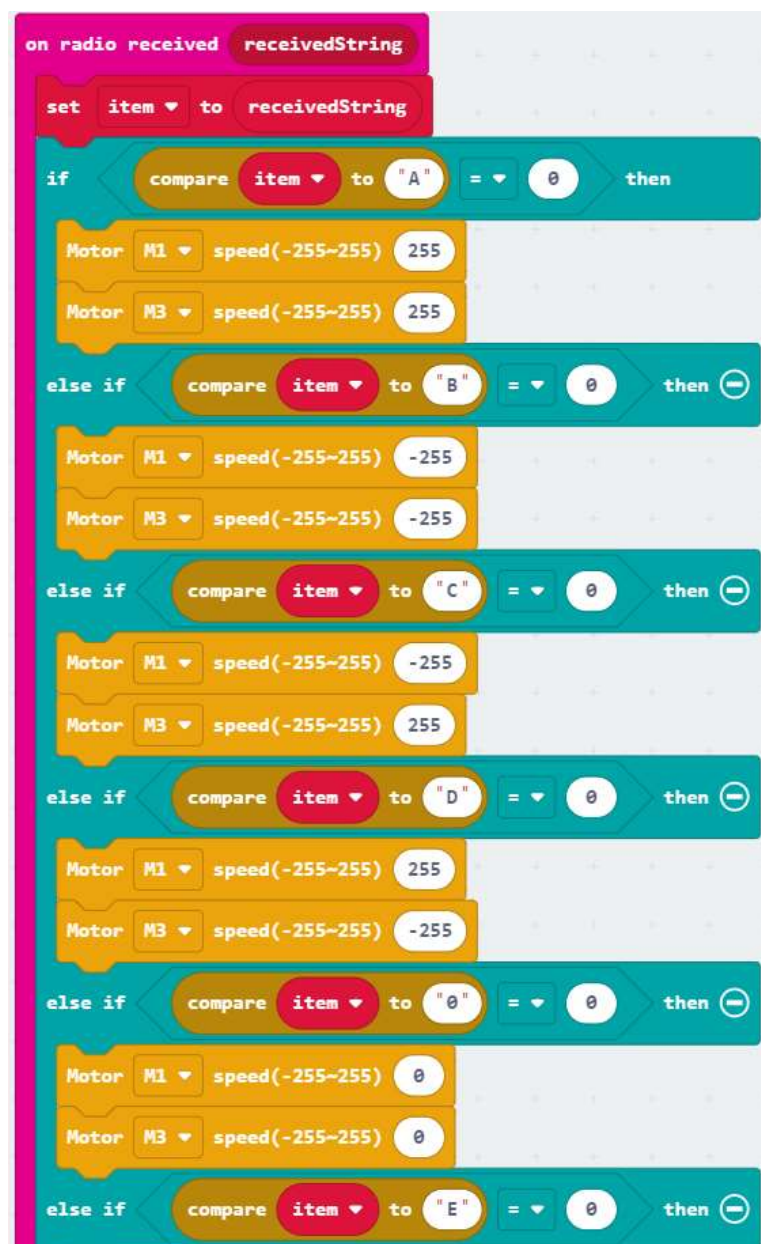 on radio received receivedString
set item to receivedString
if compare item to "A" = 0 then
Motor M1 speed(-255~255) 255
Motor M3 speed(-255~255) 255
else if compare item to "B" = 0 then
Motor M1 speed(-255~255) -255
Motor M3 speed(-255~255) -255
else if compare item to "C" = 0 then
Motor M1 speed(-255~255) -255
Motor M3 speed(-255~255) 255
else if compare item to "D" = 0 then
Motor M1 speed(-255~255) 255
Motor M3 speed(-255~255) -255
else if compare item to "0" = 0 then
Motor M1 speed(-255~255) 0
Motor M3 speed(-255~255) 0
else if compare item to "E" = 0 then